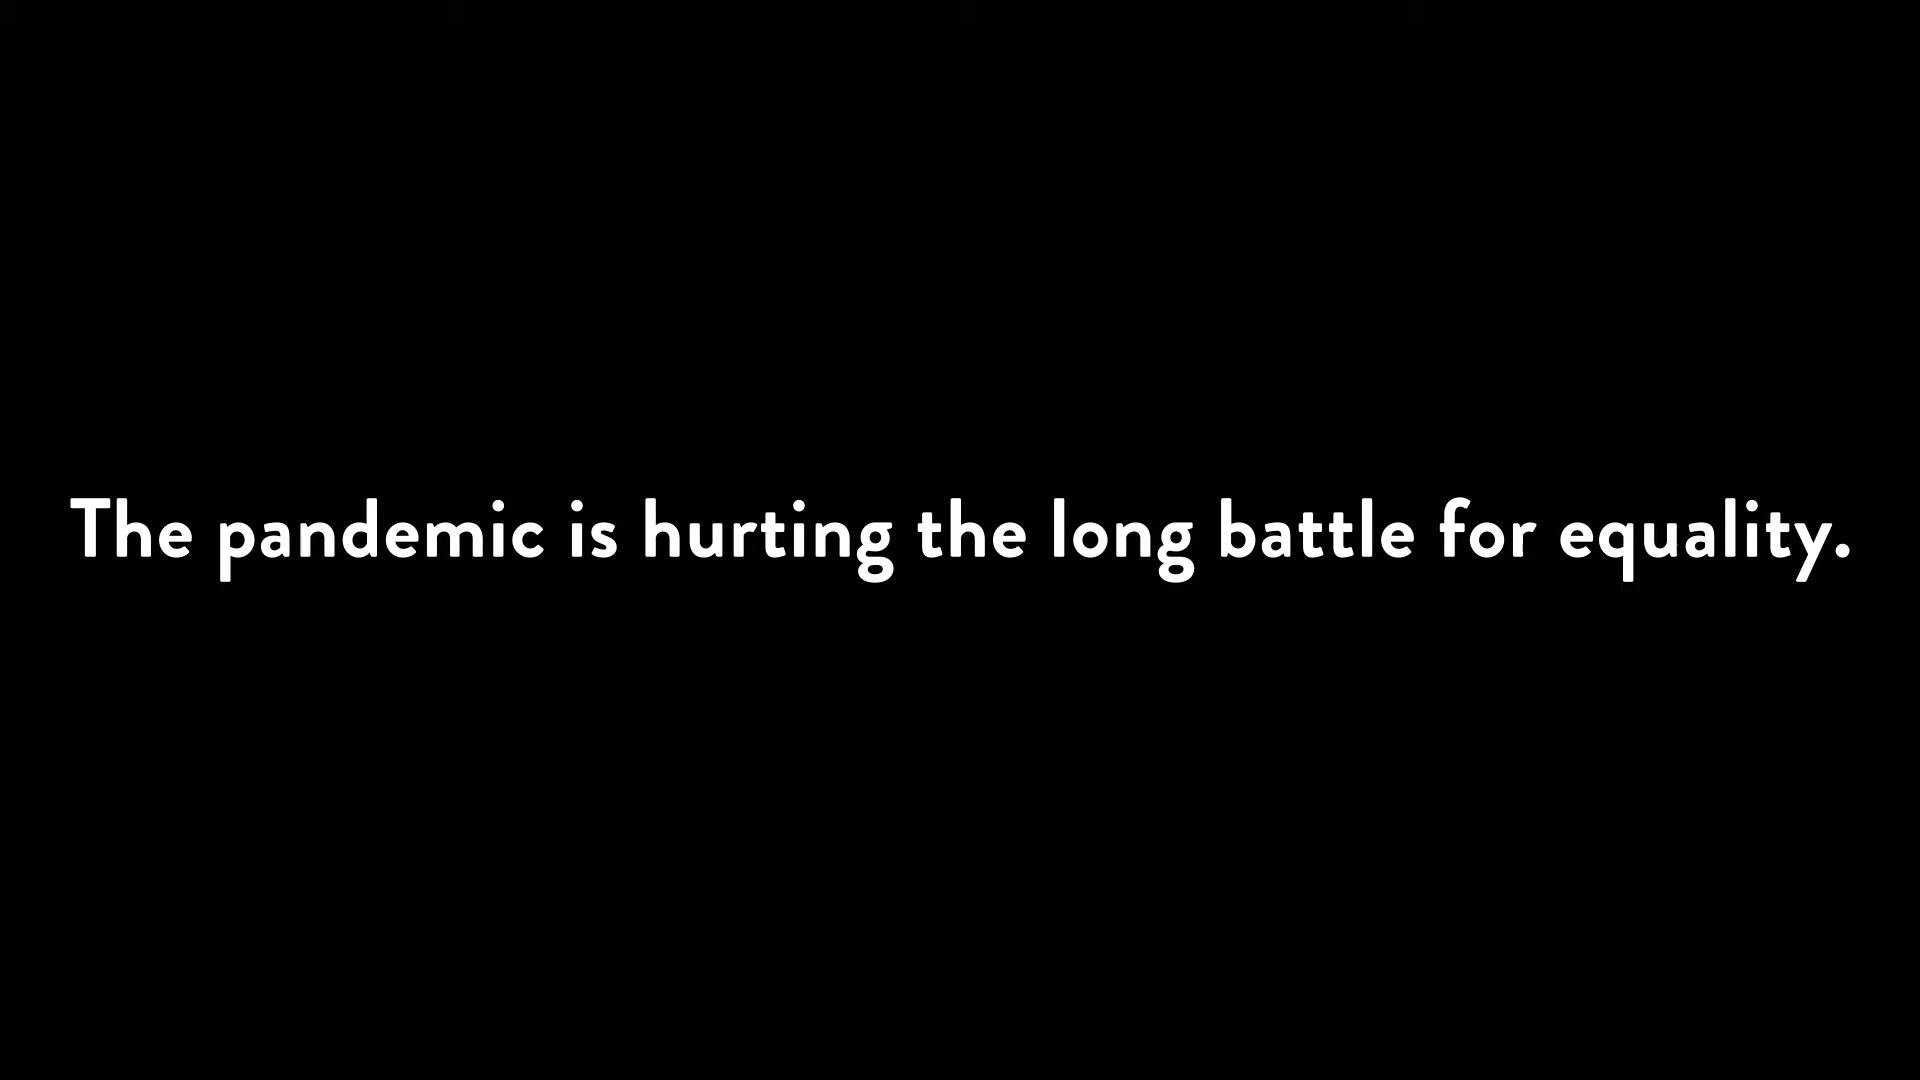 The pandemic is hurting the long battle for equality.